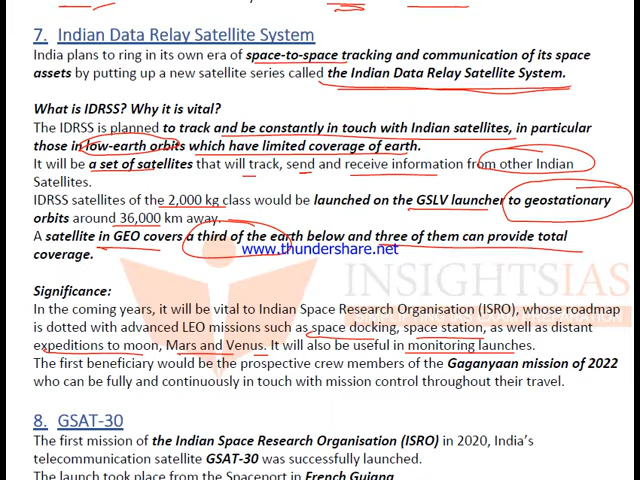 7. Indian Data Relay Satellite System
India plans to ring in its own era of space-to-space tracking and communication of its space
assets by putting up a new satellite series called the Indian Data Relay Satellite System.
What is IDRSS? Why it is vital?
The IDRSS is planned to track and be constantly in touch with Indian satellites, in particular
those in low-earth orbits which have limited coverage of earth.
It will be a set of satellites that will track, send and receive information from other Indian
Satellites.
IDRSS satellites of the 2,000 kg class would be launched on the GSLV launcher to geostationary
orbits around 36,000 km away.
A satellite in GEO covers a third of the earth below and three of them can provide total
coverage.
www.thundershare.net
INSIGHTSIAS
Significance:
In the coming years, it will be vital to Indian Space Research Organisation (ISRO), whose roadmap
is dotted with advanced LEO missions such as space docking, space station, as well as distant
expeditions to moon, Mars and Venus. It will also be useful in monitoring launches.
The first beneficiary would be the prospective crew members of the Gaganyaan mission of 2022
who can be fully and continuously in touch with mission control throughout their travel.
8. GSAT-30
The first mission of the Indian Space Research Organisation (ISRO) in 2020, India's
telecommunication satellite GSAT-30 was successfully launched.
The launch took place from the Spaceport in French Guiana